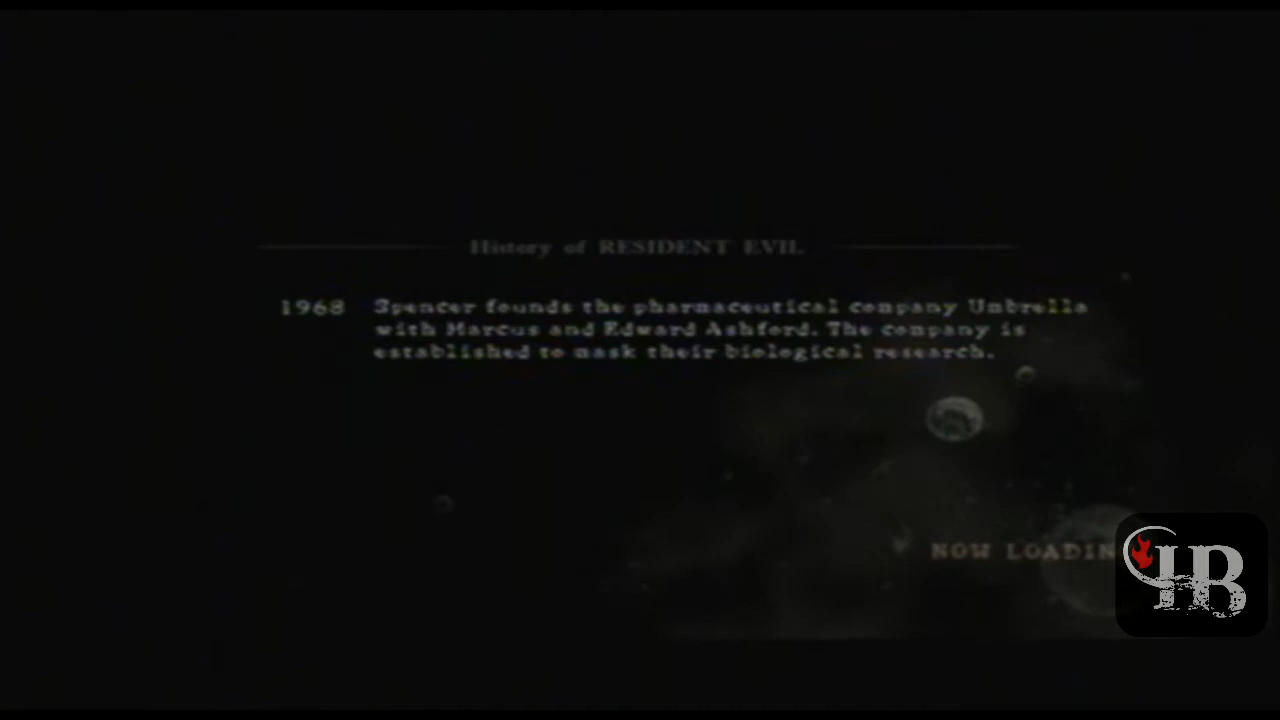 History of RESIDENT EVIL
1968 Spencer founds the pharmaceutical company Umbrella
with Marcus and Edward Ashford. The company is
established to mask their biological research.
NOW LOADIN
HB